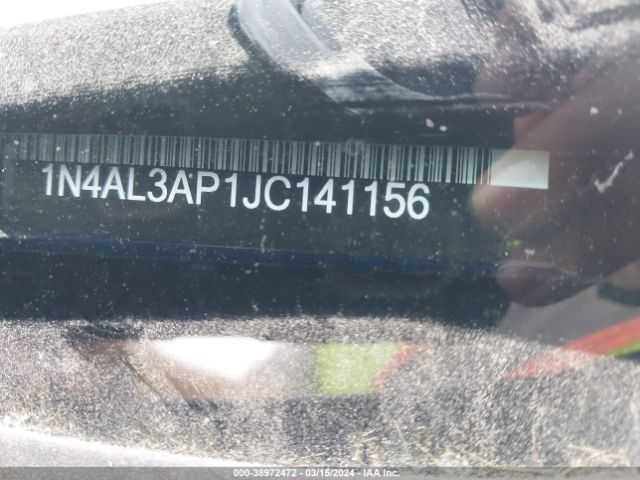 1N4AL3AP1JC141156
000-38972472 - 03/15/2024 - IAA Inc.